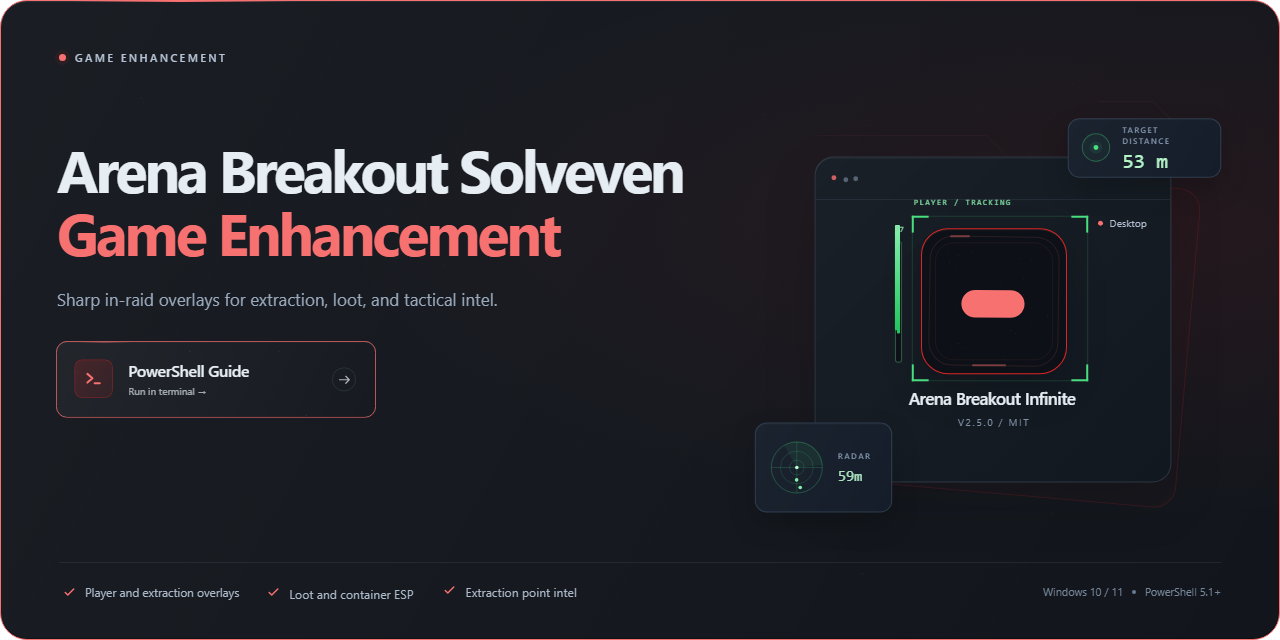 GAME ENHANCEMENT
Arena Breakout Solveven
Game Enhancement
Sharp in-raid overlays for extraction, loot, and tactical intel.
PowerShell Guide
Run in terminal →
TARGET
DISTANCE
53 m
PLAYER / TRACKING
Desktop
Arena Breakout Infinite
V2.5.0 / MIT
RADAR
59m
Player and extraction overlays
Loot and container ESP
Extraction point intel
Windows 10 / 11 • PowerShell 5.1+